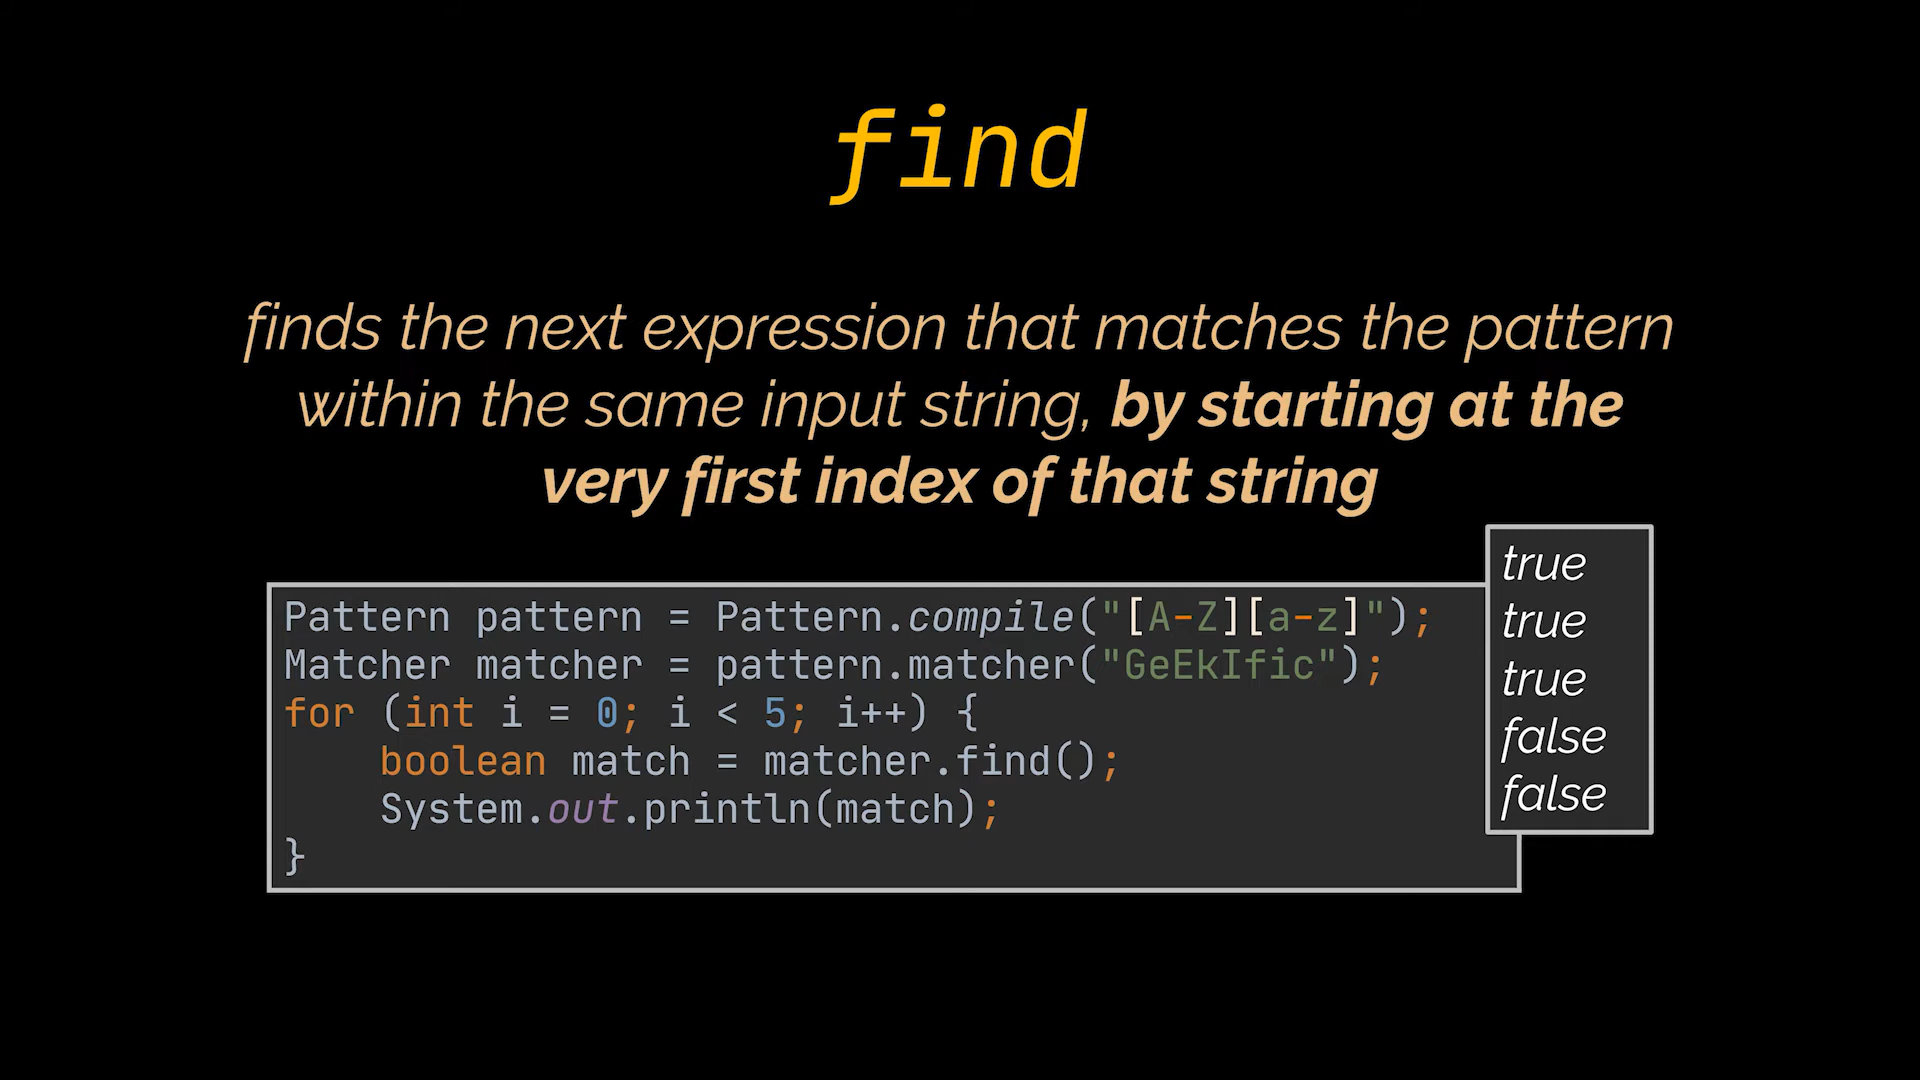 find
finds the next expression that matches the pattern
within the same input string, by starting at the
very first index of that string
Pattern pattern = Pattern.compile("[A-Z][a-z]");
Matcher matcher = pattern.matcher("GeEkIfic");
for (int i = 0; i < 5; i++) {
    boolean match = matcher.find();
    System.out.println(match);
}
true
true
true
false
false